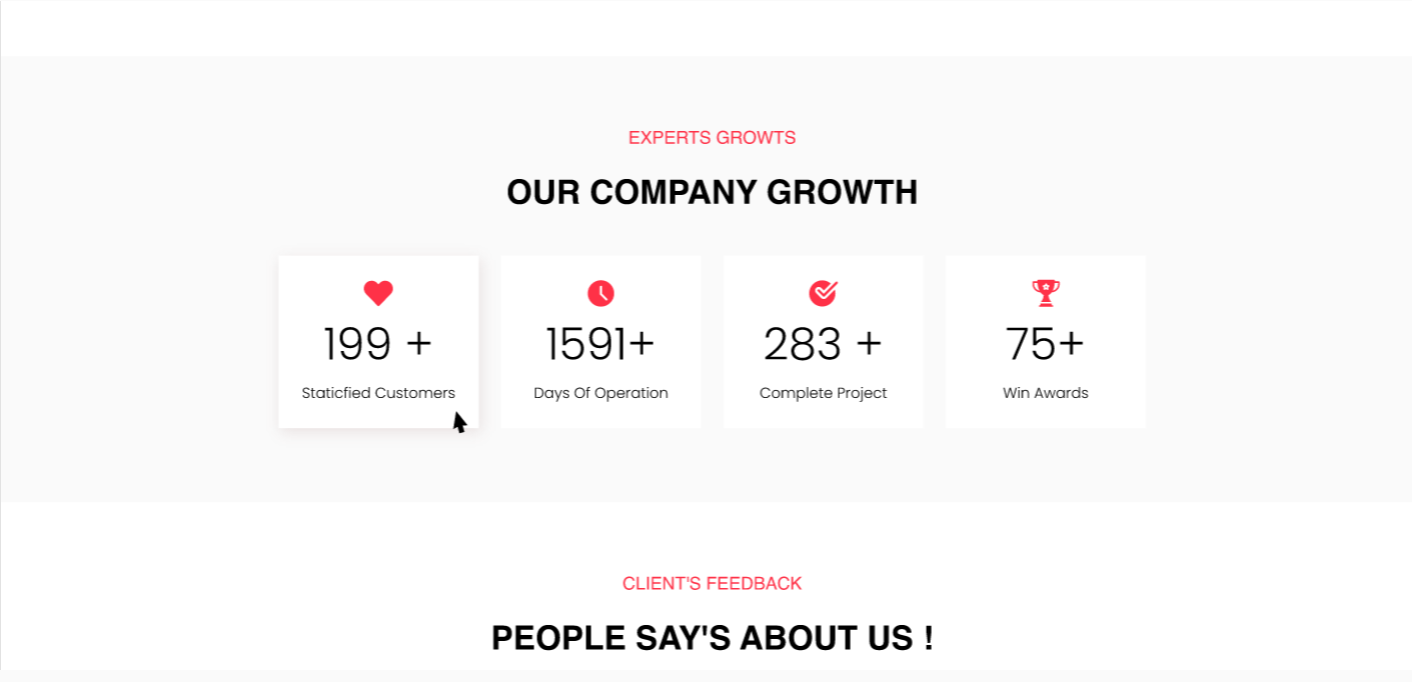 EXPERTS GROWTS
OUR COMPANY GROWTH
199 +
Staticfied Customers
1591+
Days Of Operation
283 +
Complete Project
75+
Win Awards
CLIENT'S FEEDBACK
PEOPLE SAY'S ABOUT US !